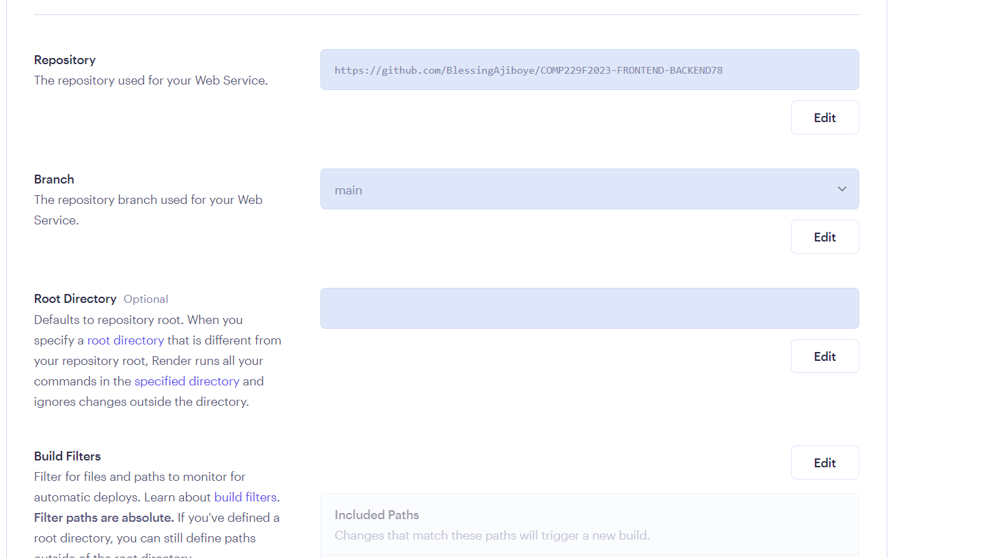 Repository
The repository used for your Web Service.
https://github.com/BlessingAjiboye/COMP229F2023-FRONTEND-BACKEND78
Edit
Branch
The repository branch used for your Web
Service.
main
Edit
Root Directory Optional
Defaults to repository root. When you
specify a root directory that is different from
your repository root, Render runs all your
commands in the specified directory and
ignores changes outside the directory.
Edit
Build Filters
Filter for files and paths to monitor for
automatic deploys. Learn about build filters.
Filter paths are absolute. If you've defined a
root directory, you can still define paths
outside of the root directory.
Edit
Included Paths
Changes that match these paths will trigger a new build.